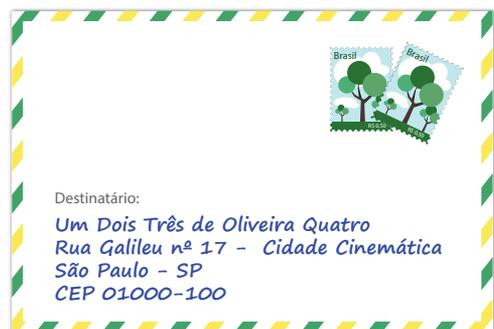 Brasil
Brasil
R$ 0,50
R$ 0,50
Destinatário:
Um Dois Três de Oliveira Quatro
Rua Galileu nº 17 - Cidade Cinemática
São Paulo - SP
CEP 01000-100